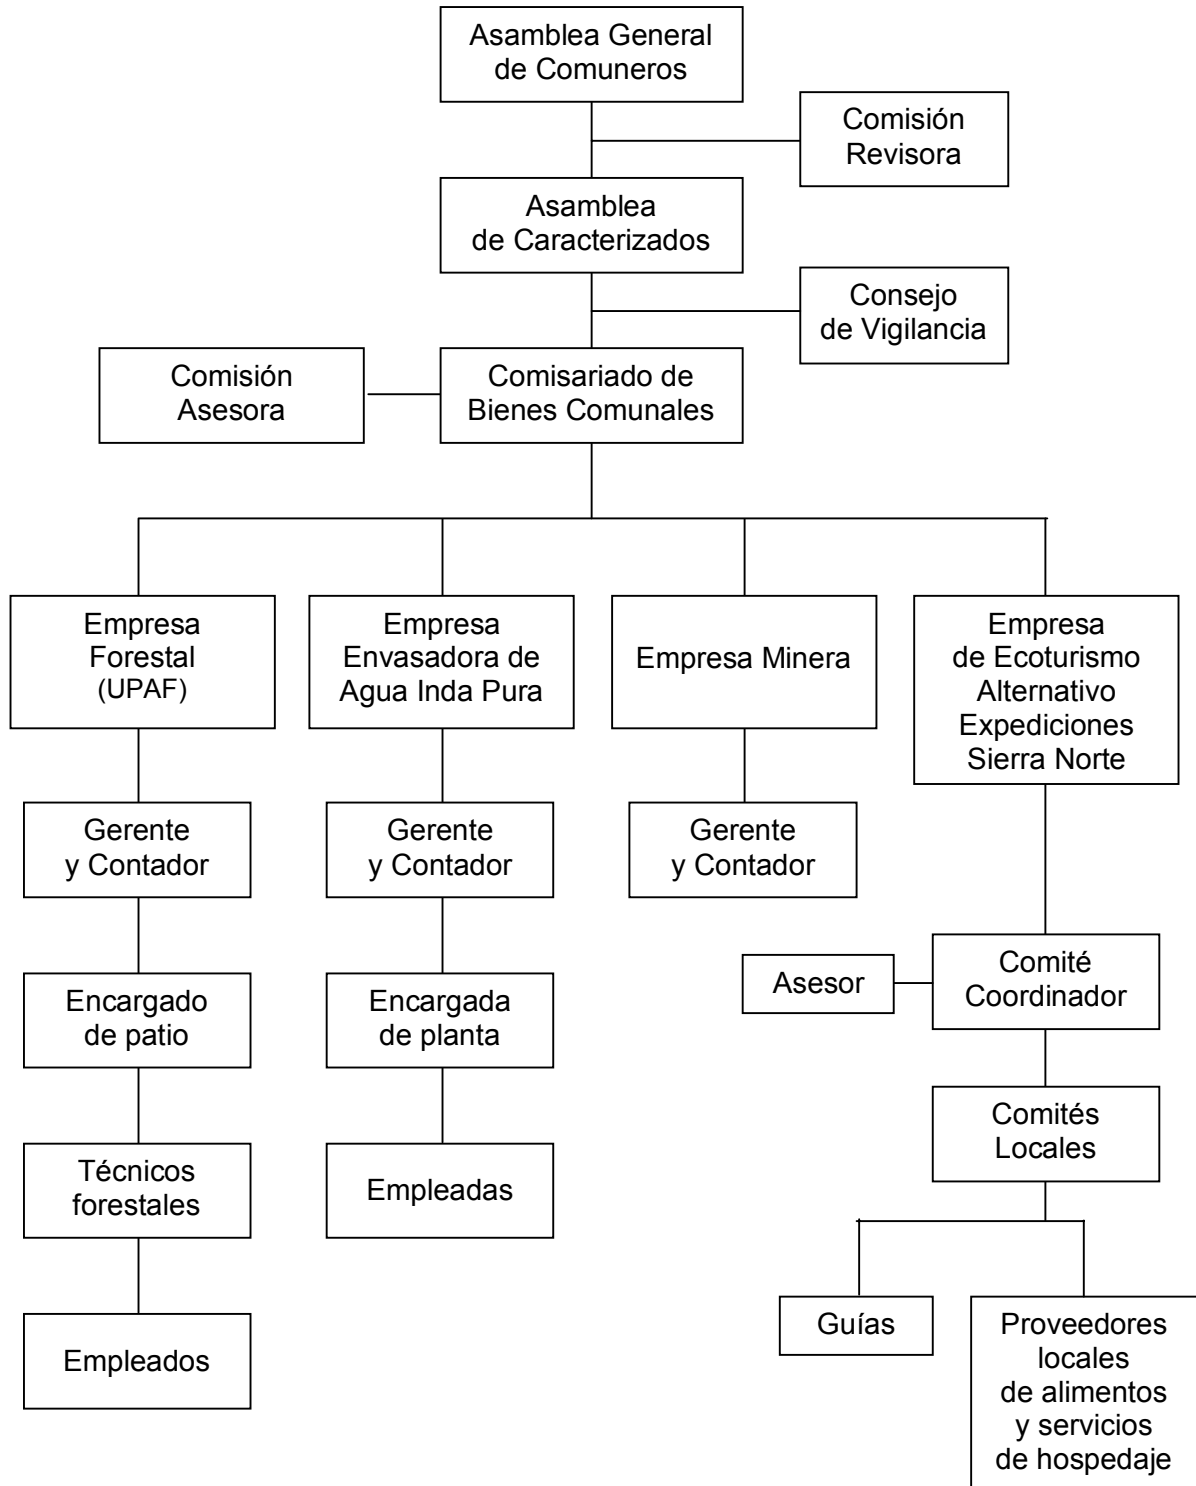 Asamblea General
de Comuneros
Comisión
Revisora
Asamblea
de Caracterizados
Consejo
de Vigilancia
Comisión
Asesora
Comisariado de
Bienes Comunales
Empresa
Forestal
(UPAF)
Empresa
Envasadora de
Agua Inda Pura
Empresa Minera
Empresa
de Ecoturismo
Alternativo
Expediciones
Sierra Norte
Gerente
y Contador
Gerente
y Contador
Gerente
y Contador
Encargado
de patio
Encargada
de planta
Asesor
Comité
Coordinador
Técnicos
forestales
Empleadas
Comités
Locales
Empleados
Guías
Proveedores
locales
de alimentos
y servicios
de hospedaje